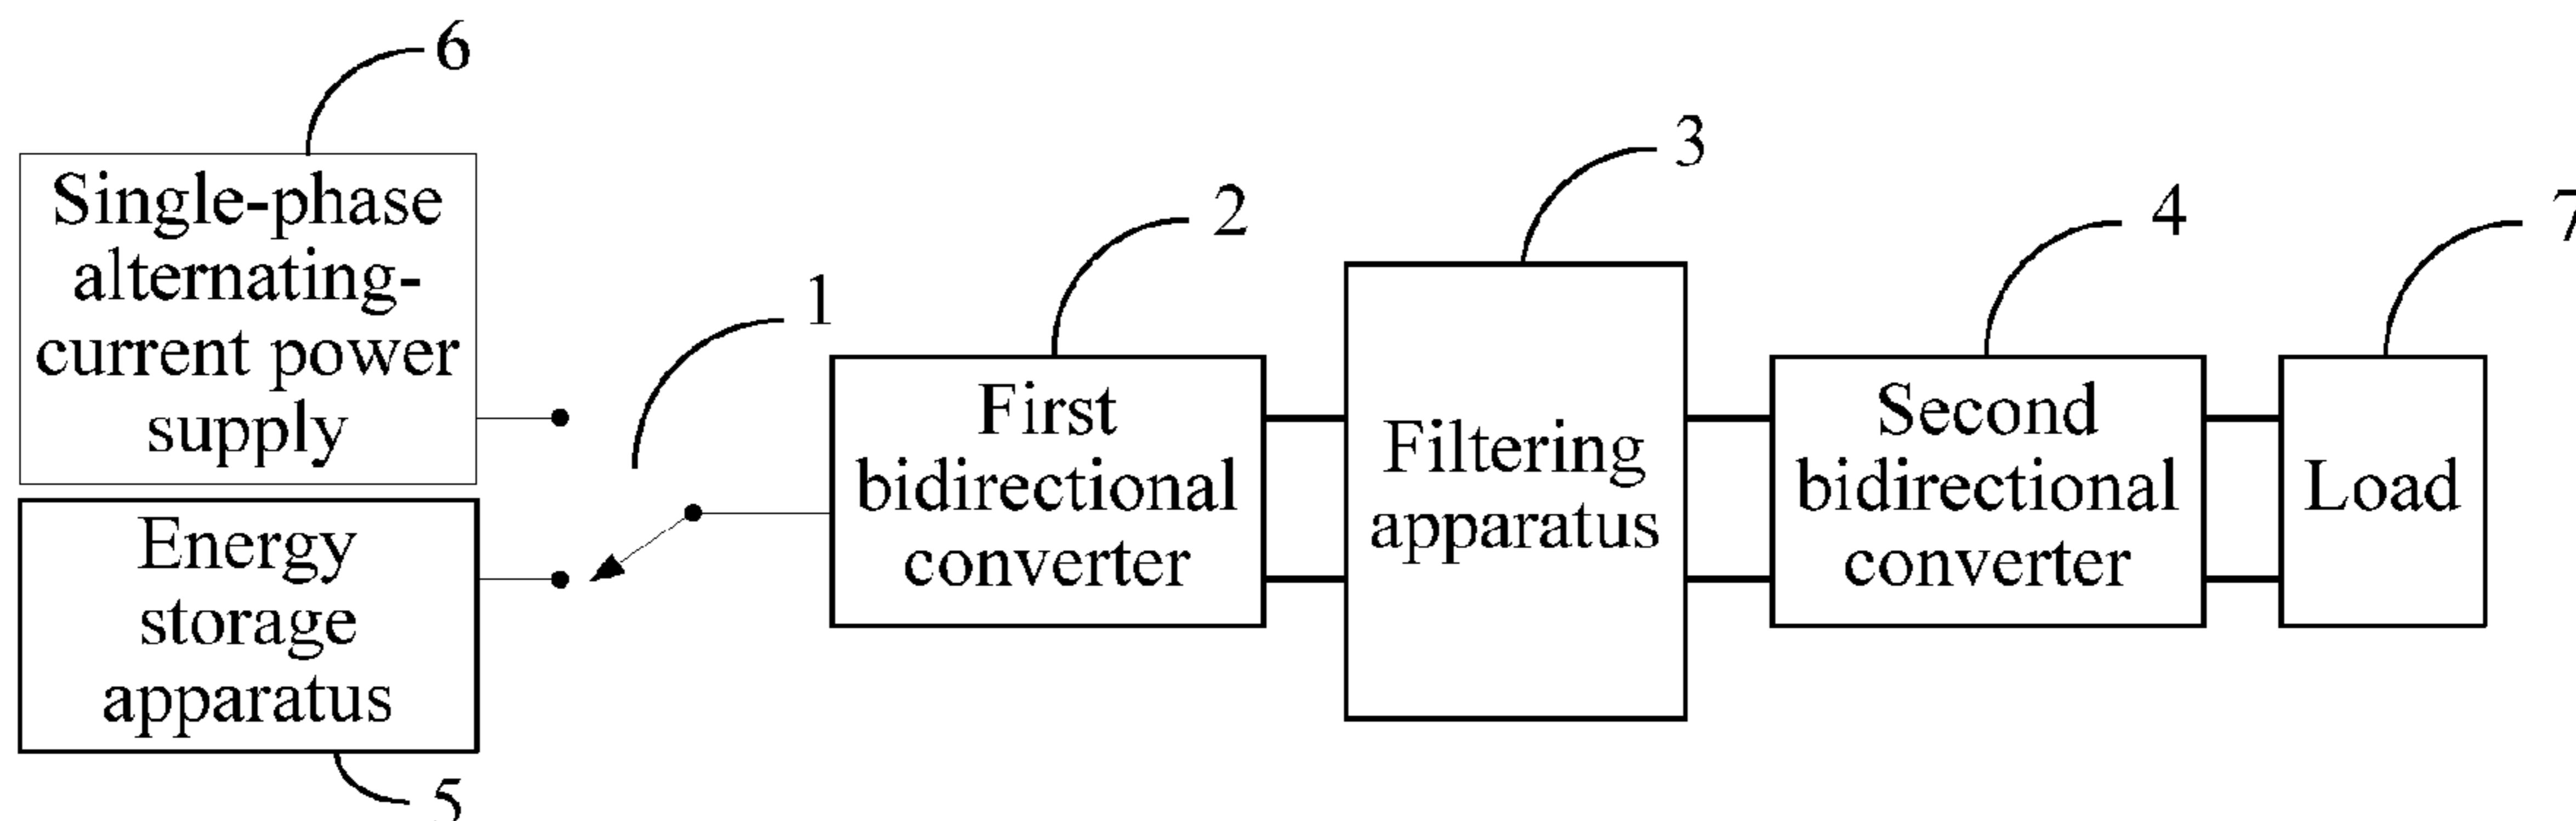 6
Single-phase
alternating-
current power
supply
Energy
storage
apparatus
5
1
2
First
bidirectional
converter
3
Filtering
apparatus
4
Second
bidirectional
converter
7
Load